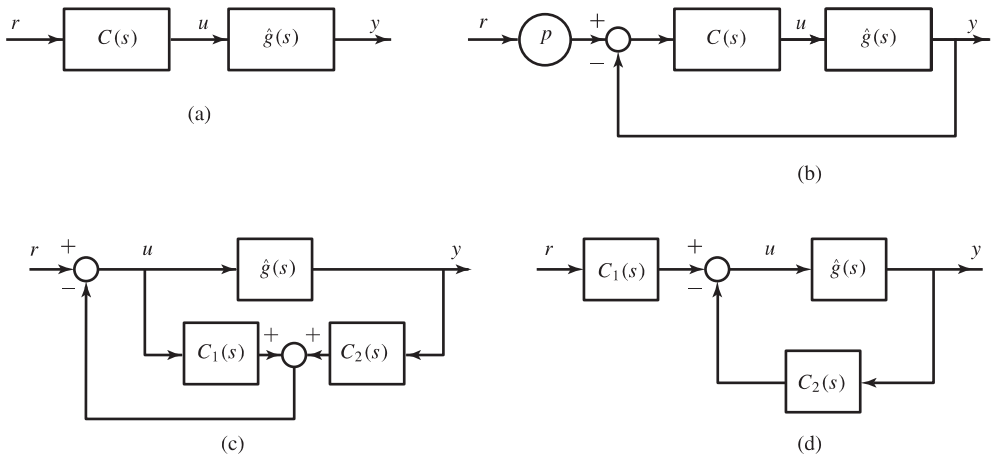 r C(s) u ĝ(s) y
(a)
r p + − C(s) u ĝ(s) y
(b)
r + − u ĝ(s) y
C₁(s) + + C₂(s)
(c)
r C₁(s) + − u ĝ(s) y
C₂(s)
(d)